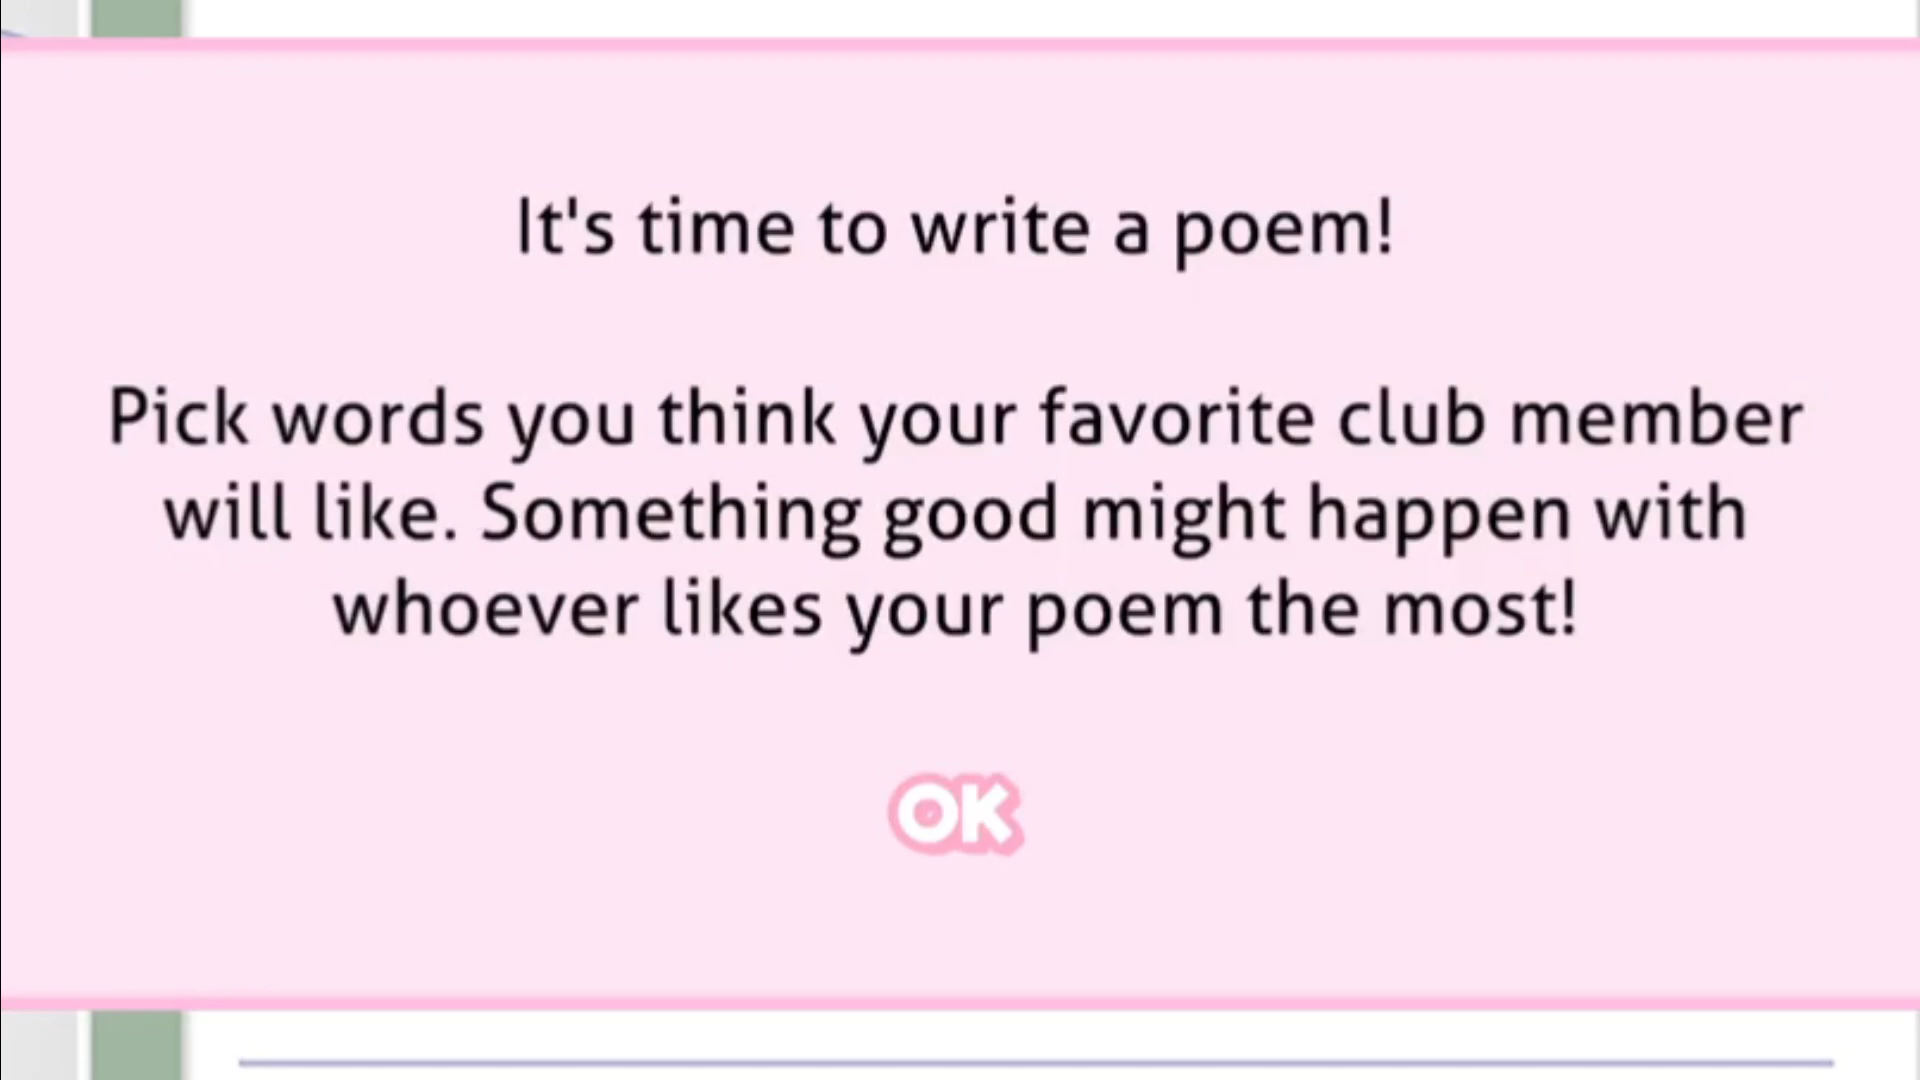 It's time to write a poem!
Pick words you think your favorite club member
will like. Something good might happen with
whoever likes your poem the most!
OK